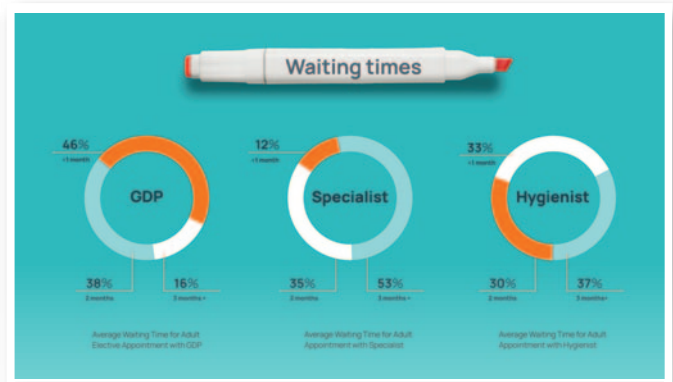 Waiting times
46%
<1 month
GDP
38%
2 months
16%
3 months +
Average Waiting Time for Adult
Elective Appointment with GDP
12%
<1 month
Specialist
35%
2 months
53%
3 months +
Average Waiting Time for Adult
Appointment with Specialist
33%
<1 month
Hygienist
30%
2 months
37%
3 months+
Average Waiting Time for Adult
Appointment with Hygienist